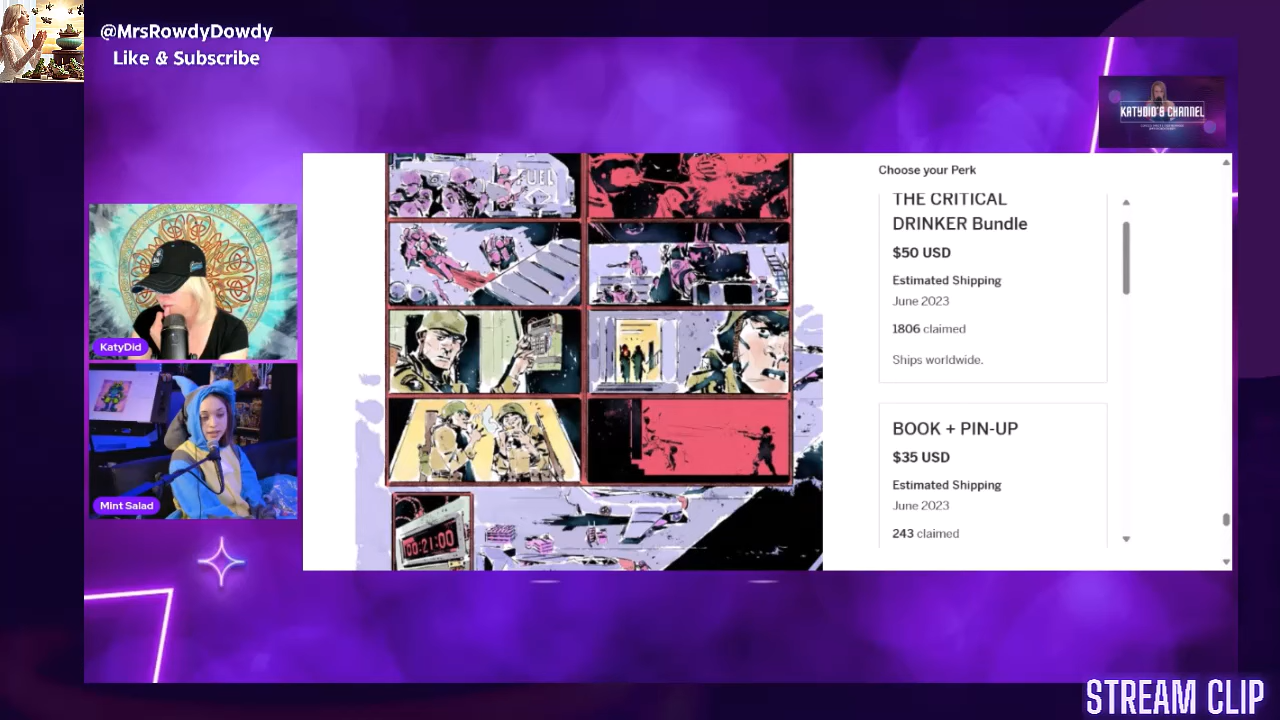 @MrsRowdyDowdy
Like & Subscribe
KATYDID'S CHANNEL
Choose your Perk
THE CRITICAL
DRINKER Bundle
$50 USD
Estimated Shipping
June 2023
1806 claimed
Ships worldwide.
BOOK + PIN-UP
$35 USD
Estimated Shipping
June 2023
243 claimed
FUEL
00:21:00
KatyDid
Mint Salad
STREAM CLIP